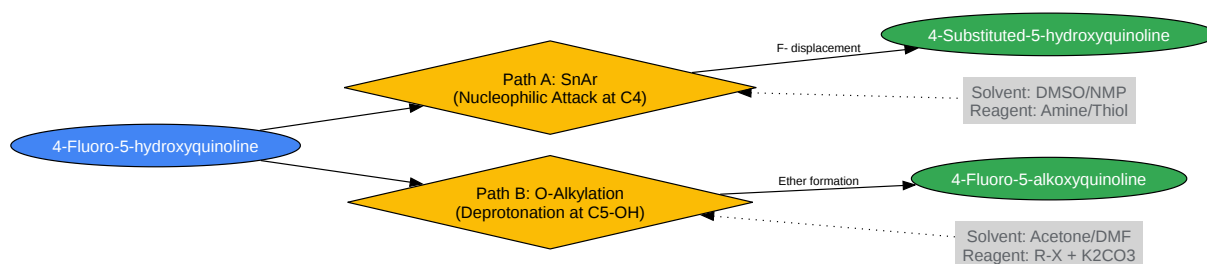 4-Fluoro-5-hydroxyquinoline
Path A: SnAr
(Nucleophilic Attack at C4)
F- displacement
4-Substituted-5-hydroxyquinoline
Solvent: DMSO/NMP
Reagent: Amine/Thiol
Path B: O-Alkylation
(Deprotonation at C5-OH)
Ether formation
4-Fluoro-5-alkoxyquinoline
Solvent: Acetone/DMF
Reagent: R-X + K2CO3